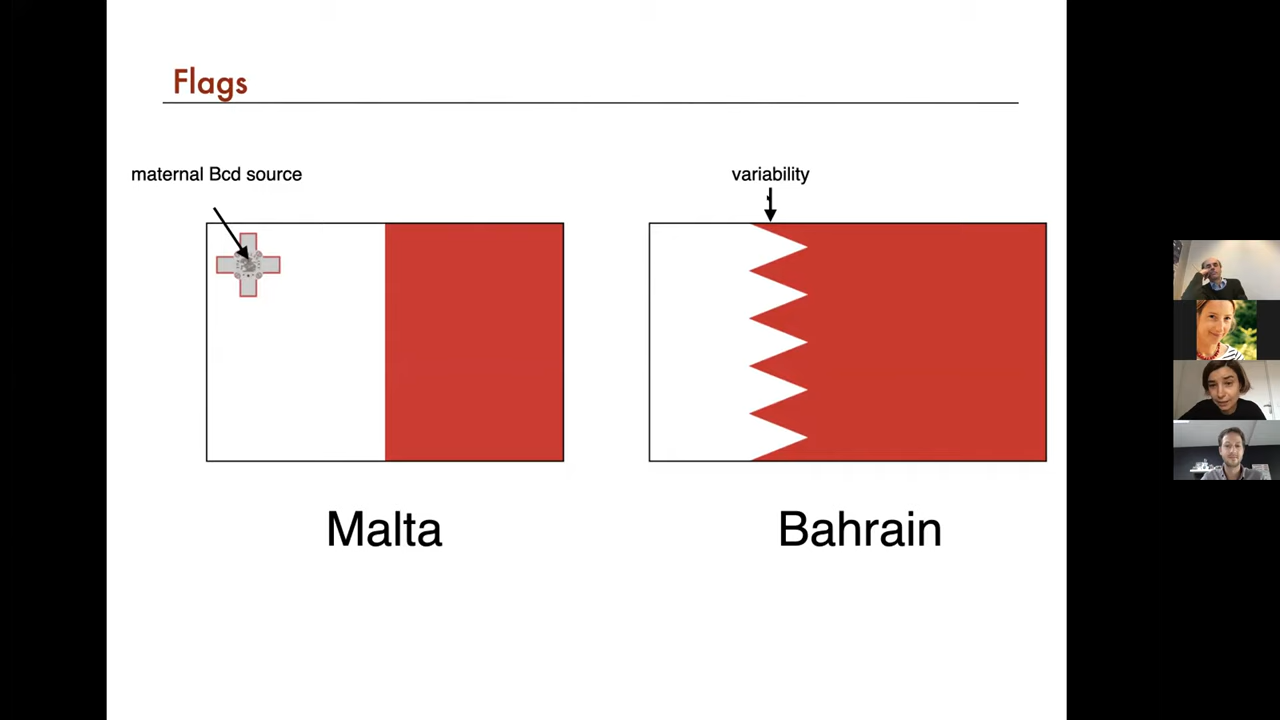 Flags
maternal Bcd source
variability
Malta
Bahrain